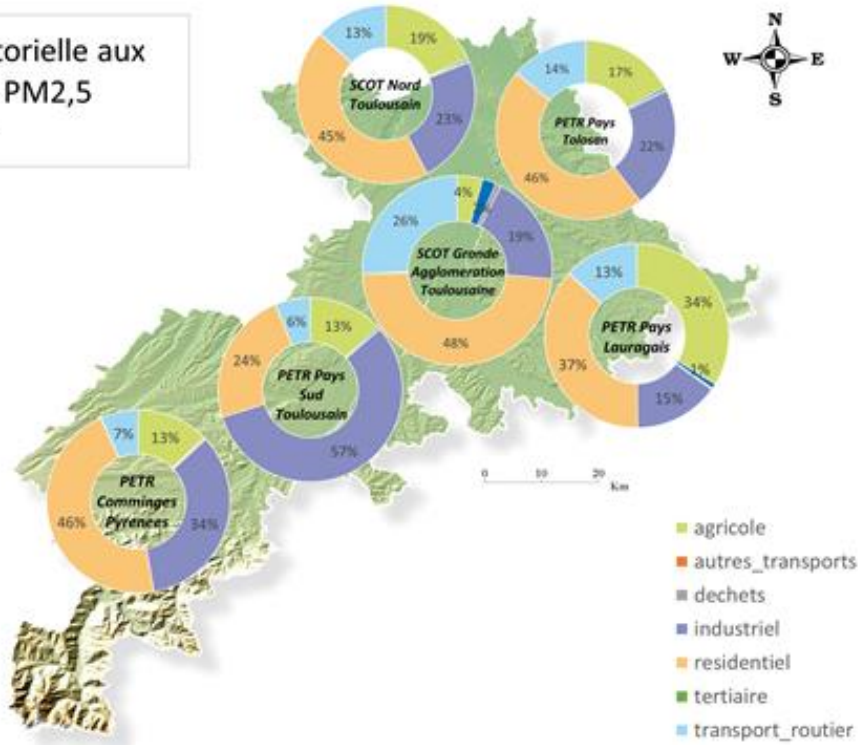 torielle aux
PM2,5
N
W E
S
13%
19%
SCOT Nord
Toulousain
23%
45%
14%
17%
PETR Pays
Tolosan
22%
46%
4%
26%
19%
SCOT Grande
Agglomeration
Toulousaine
48%
13%
34%
PETR Pays
Lauragais
37%
1%
15%
6%
13%
24%
PETR Pays
Sud
Toulousain
57%
7%
13%
PETR
Comminges
Pyrenees
46%
34%
0 10 20
Km
agricole
autres_transports
dechets
industriel
residentiel
tertiaire
transport_routier